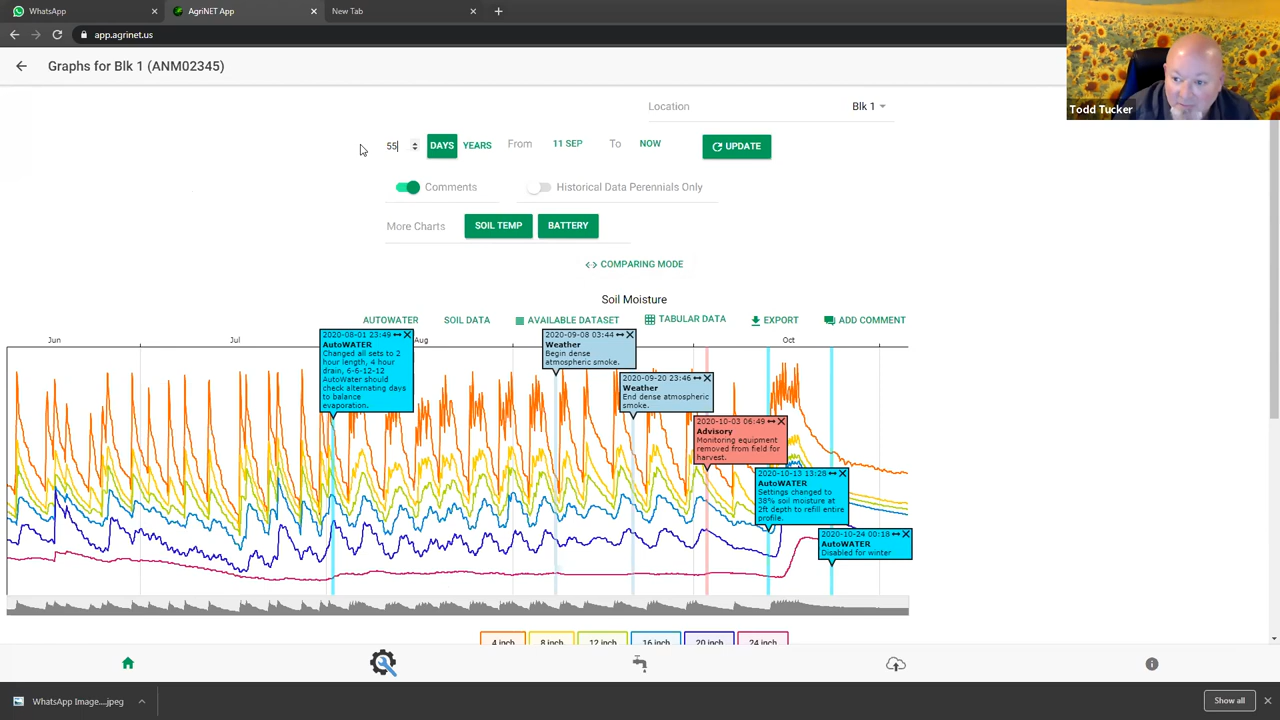 WhatsApp
AgriNET App
New Tab
app.agrinet.us
Graphs for Blk 1 (ANM02345)
Todd Tucker
Location
Blk 1
55
DAYS
YEARS
From
11 SEP
To
NOW
UPDATE
Comments
Historical Data Perennials Only
More Charts
SOIL TEMP
BATTERY
<> COMPARING MODE
Soil Moisture
AUTOWATER
SOIL DATA
AVAILABLE DATASET
TABULAR DATA
EXPORT
ADD COMMENT
Jun
Jul
Aug
Oct
2020-08-01 23:49
AutoWATER
Changed all sets to 2
hour length, 4 hour
drain, 6-6-12-12
AutoWater should
check alternating days
to balance
evaporation.
2020-09-08 03:44
Weather
Begin dense
atmospheric smoke.
2020-09-20 23:46
Weather
End dense atmospheric
smoke.
2020-10-03 06:49
Advisory
Monitoring equipment
removed from field for
harvest.
2020-10-13 13:28
AutoWATER
Settings changed to
38% soil moisture at
2ft depth to refill entire
profile.
2020-10-24 00:18
AutoWATER
Disabled for winter
4 inch
8 inch
12 inch
16 inch
20 inch
24 inch
WhatsApp Image....jpeg
Show all